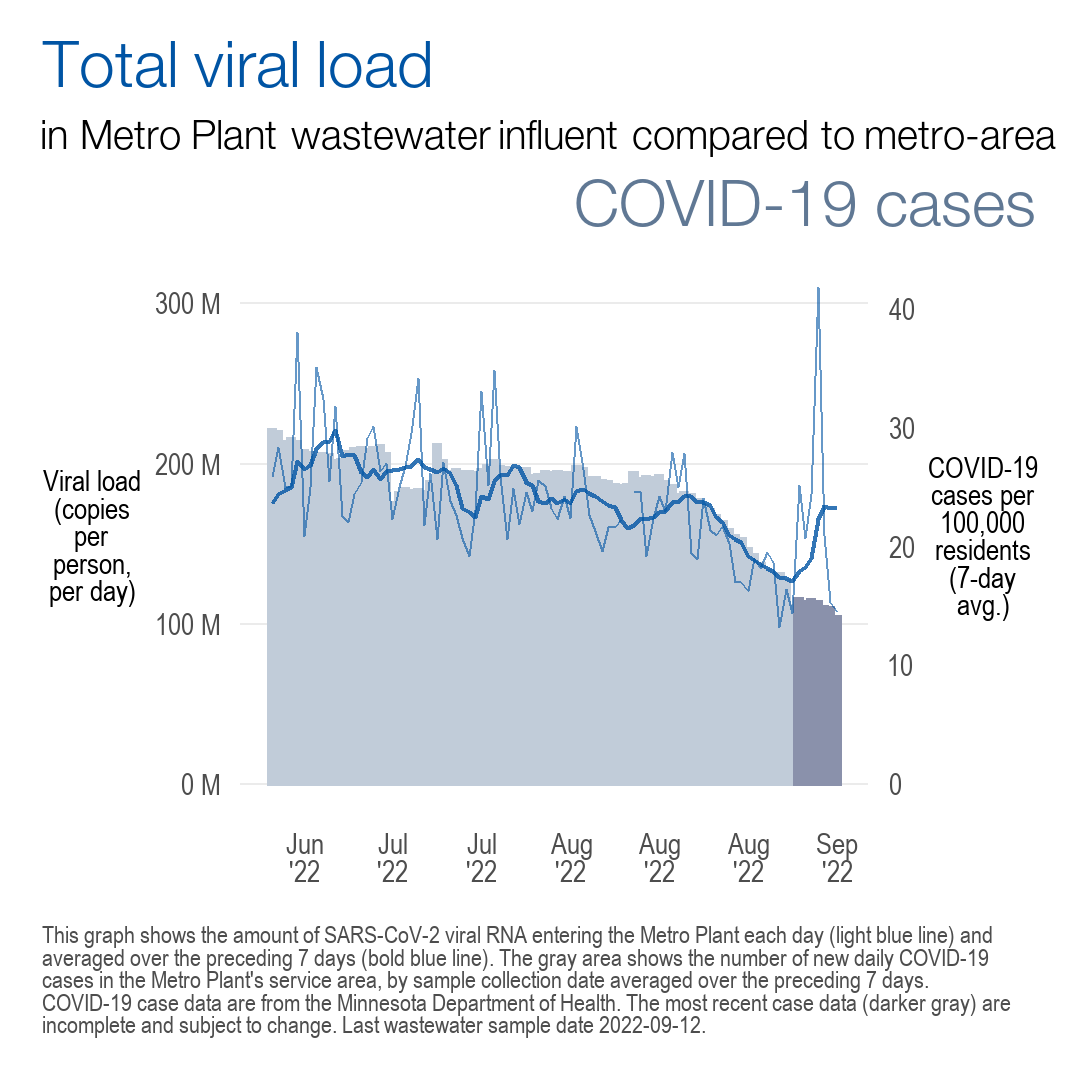 Total viral load
in Metro Plant wastewater influent compared to metro-area
COVID-19 cases
300 M
200 M
100 M
0 M
Viral load
(copies
per
person,
per day)
40
30
20
10
0
COVID-19
cases per
100,000
residents
(7-day
avg.)
Jun Jul Jul Aug Aug Aug Sep
'22 '22 '22 '22 '22 '22 '22
This graph shows the amount of SARS-CoV-2 viral RNA entering the Metro Plant each day (light blue line) and
averaged over the preceding 7 days (bold blue line). The gray area shows the number of new daily COVID-19
cases in the Metro Plant's service area, by sample collection date averaged over the preceding 7 days.
COVID-19 case data are from the Minnesota Department of Health. The most recent case data (darker gray) are
incomplete and subject to change. Last wastewater sample date 2022-09-12.